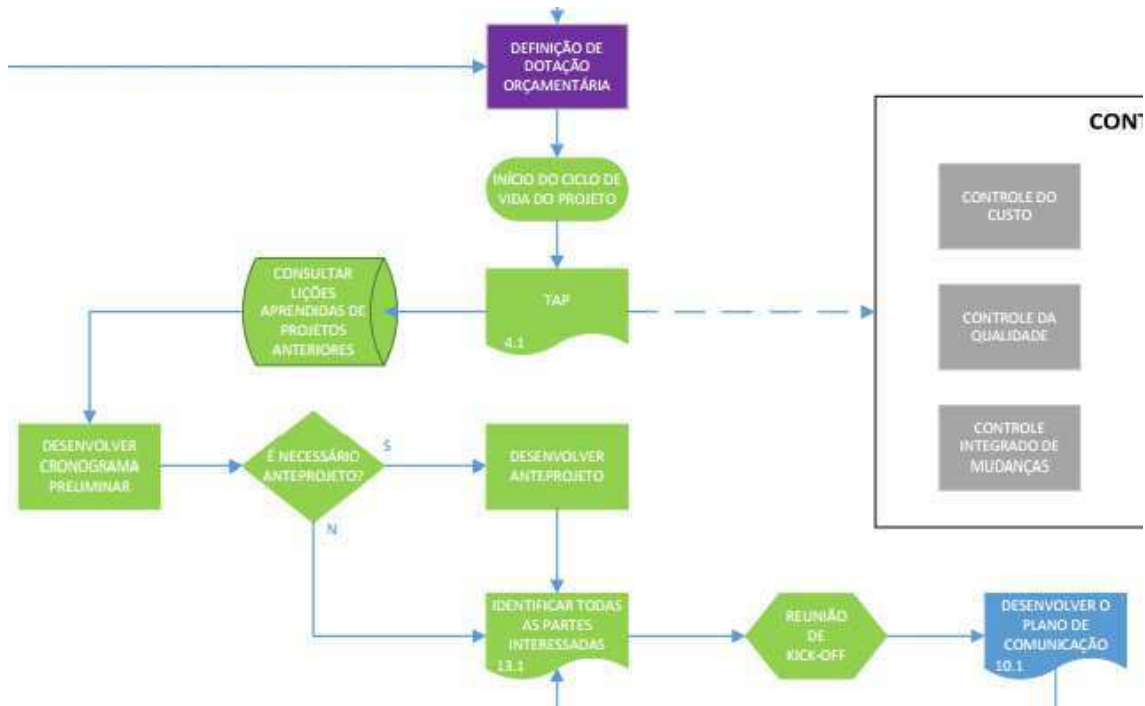 DEFINIÇÃO DE
DOTAÇÃO
ORÇAMENTÁRIA
CONT
INÍCIO DO CICLO DE
VIDA DO PROJETO
CONTROLE DO
CUSTO
CONSULTAR
LIÇÕES
APRENDIDAS DE
PROJETOS
ANTERIORES
TAP
4.1
CONTROLE DA
QUALIDADE
DESENVOLVER
CRONOGRAMA
PRELIMINAR
É NECESSÁRIO
ANTEPROJETO?
S
N
DESENVOLVER
ANTEPROJETO
CONTROLE
INTEGRADO DE
MUDANÇAS
IDENTIFICAR TODAS
AS PARTES
INTERESSADAS
13.1
REUNIÃO
DE
KICK-OFF
DESENVOLVER O
PLANO DE
COMUNICAÇÃO
10.1